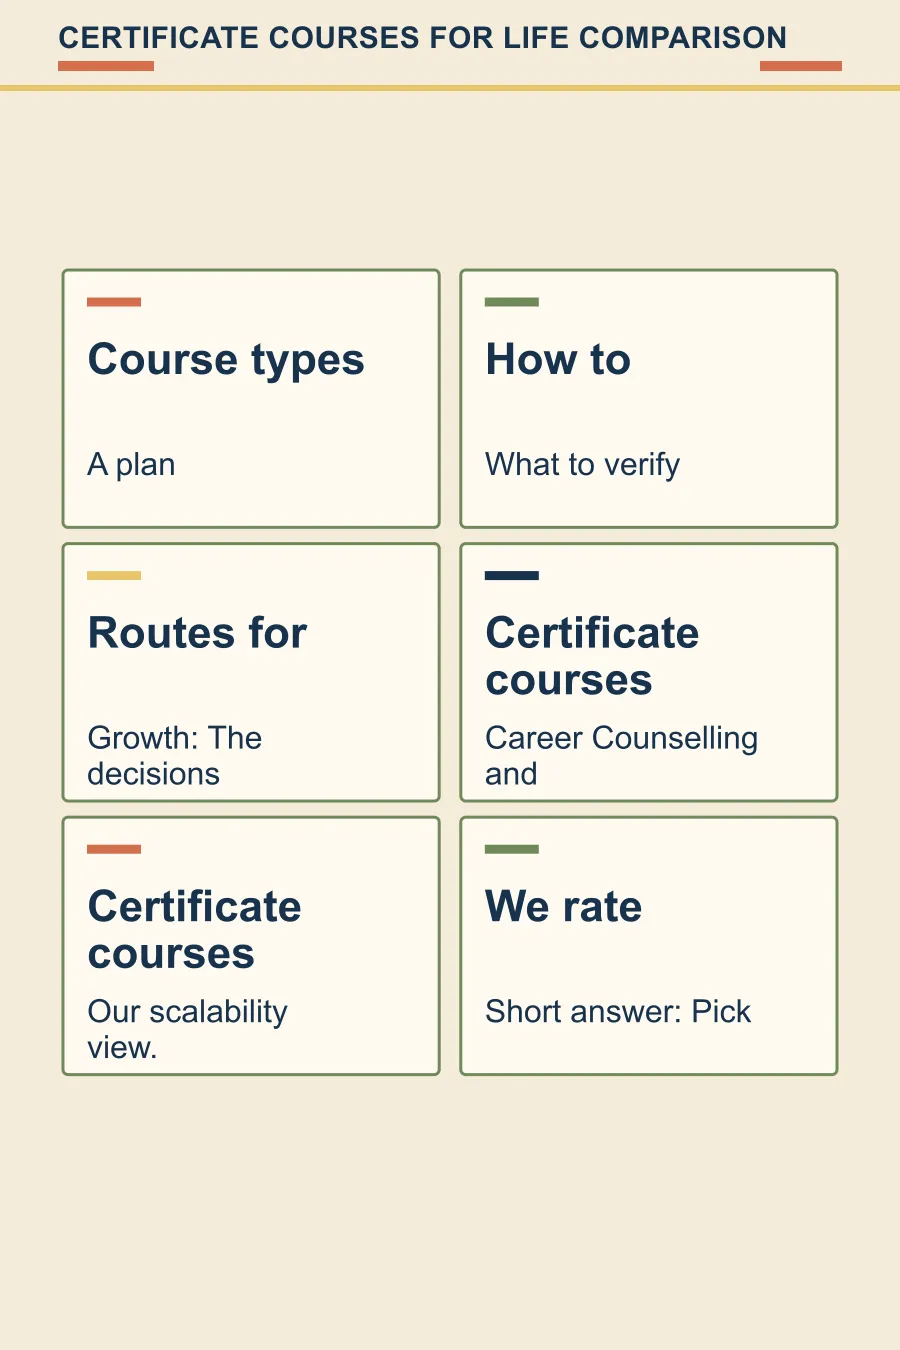 CERTIFICATE COURSES FOR LIFE COMPARISON
Course types
A plan
How to
What to verify
Routes for
Growth: The
decisions
Certificate
courses
Career Counselling
and
Certificate
courses
Our scalability
view.
We rate
Short answer: Pick